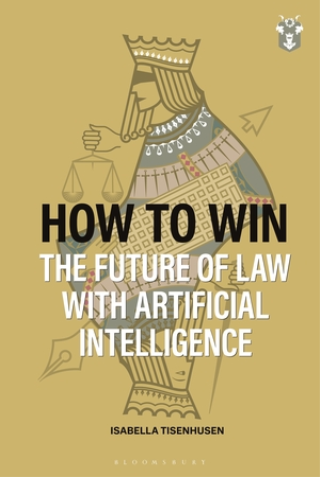 HOW TO WIN
THE FUTURE OF LAW
WITH ARTIFICIAL
INTELLIGENCE
ISABELLA TISENHUSEN
BLOOMSBURY